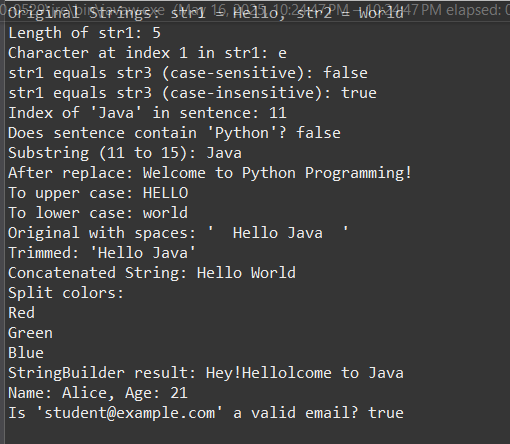 Original Strings: str1 = Hello, str2 = World
Length of str1: 5
Character at index 1 in str1: e
str1 equals str3 (case-sensitive): false
str1 equals str3 (case-insensitive): true
Index of 'Java' in sentence: 11
Does sentence contain 'Python'? false
Substring (11 to 15): Java
After replace: Welcome to Python Programming!
To upper case: HELLO
To lower case: world
Original with spaces: '  Hello Java  '
Trimmed: 'Hello Java'
Concatenated String: Hello World
Split colors:
Red
Green
Blue
StringBuilder result: Hey!Hellolcome to Java
Name: Alice, Age: 21
Is 'student@example.com' a valid email? true